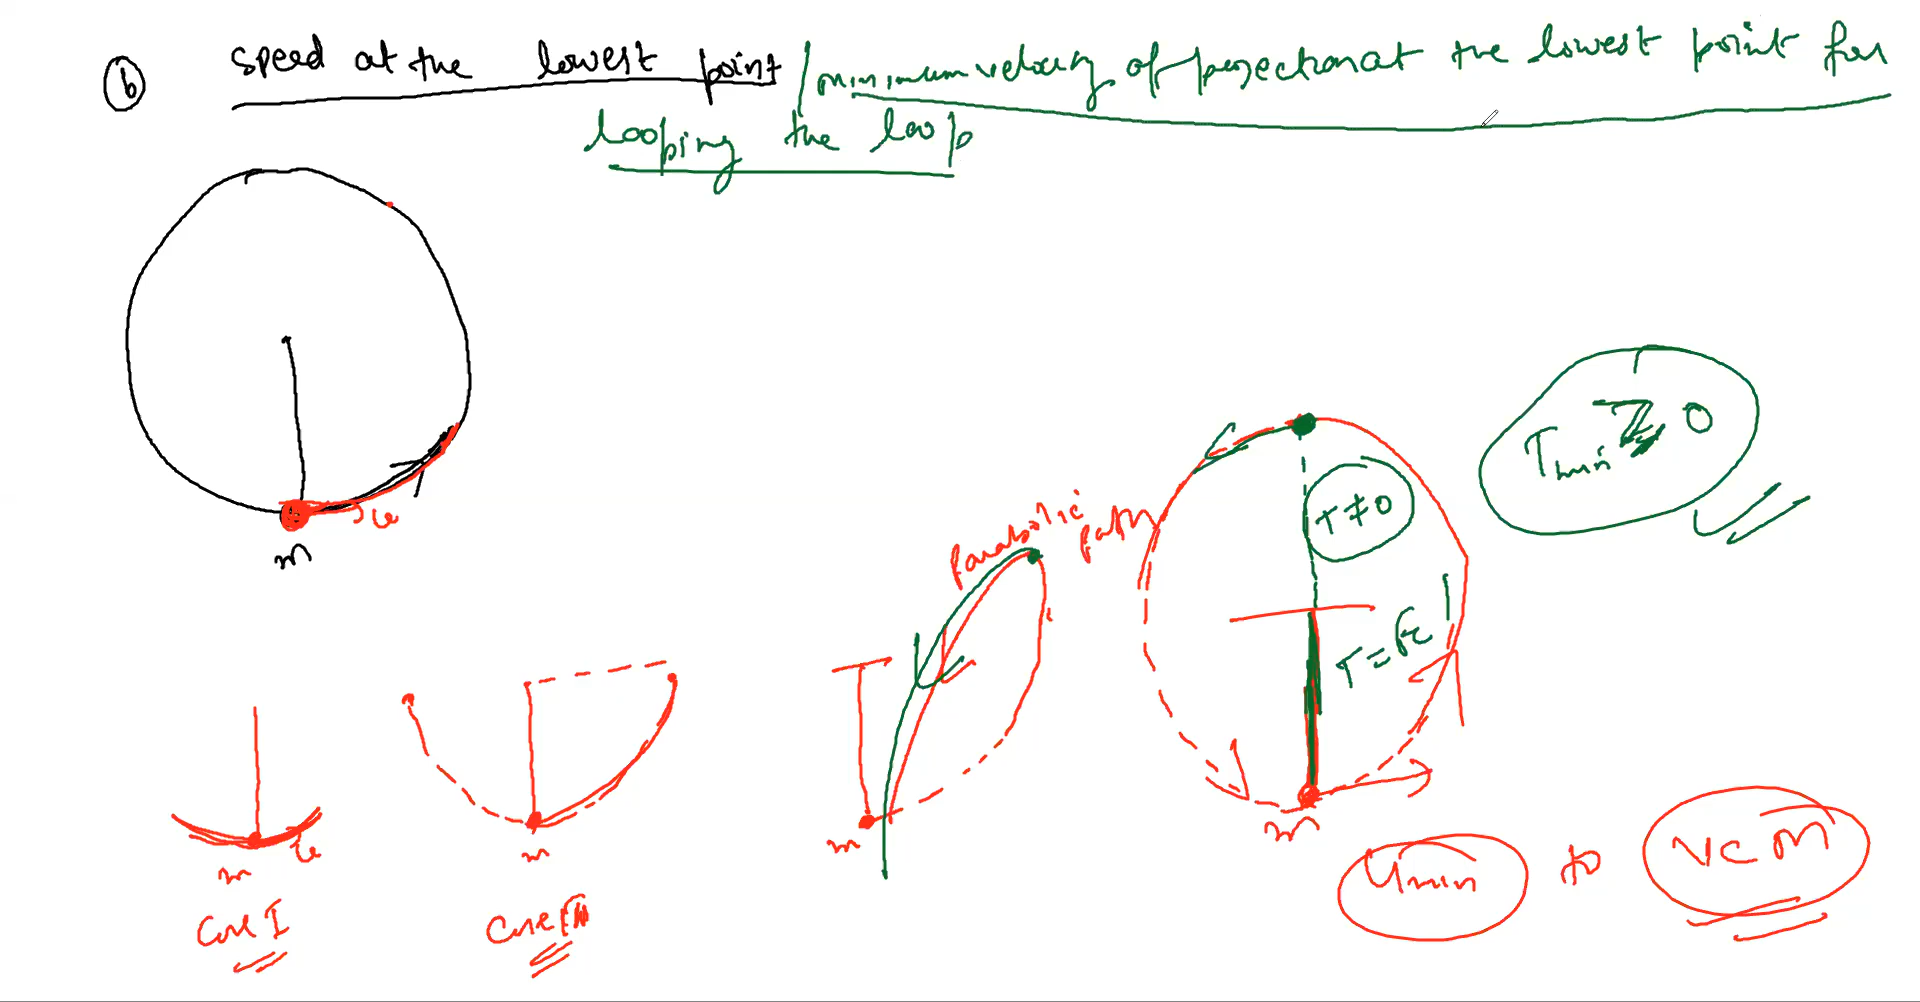 b speed at the lowest point / minimum velocity of projection at the lowest point for
looping the loop
u
m
T ≠ 0
Tmin ≥ 0
parabolic
path
T = Fc
u
m
Case I
m
Case II
m
m
Umin to VCM